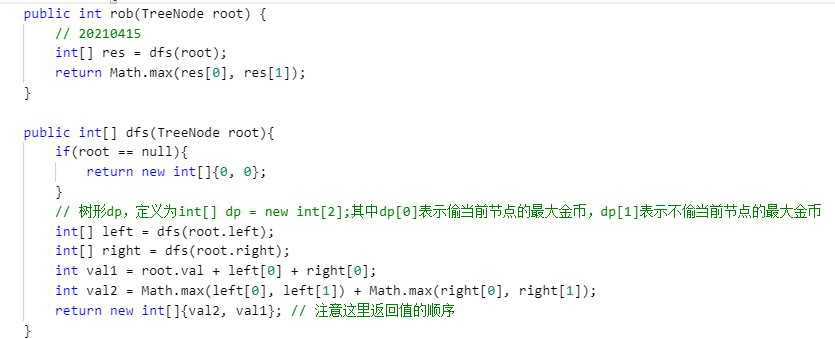 public int rob(TreeNode root) {
// 20210415
int[] res = dfs(root);
return Math.max(res[0], res[1]);
}
public int[] dfs(TreeNode root){
if(root == null){
return new int[]{0, 0};
}
// 树形dp，定义为int[] dp = new int[2];其中dp[0]表示偷当前节点的最大金币，dp[1]表示不偷当前节点的最大金币
int[] left = dfs(root.left);
int[] right = dfs(root.right);
int val1 = root.val + left[0] + right[0];
int val2 = Math.max(left[0], left[1]) + Math.max(right[0], right[1]);
return new int[]{val2, val1}; // 注意这里返回值的顺序
}